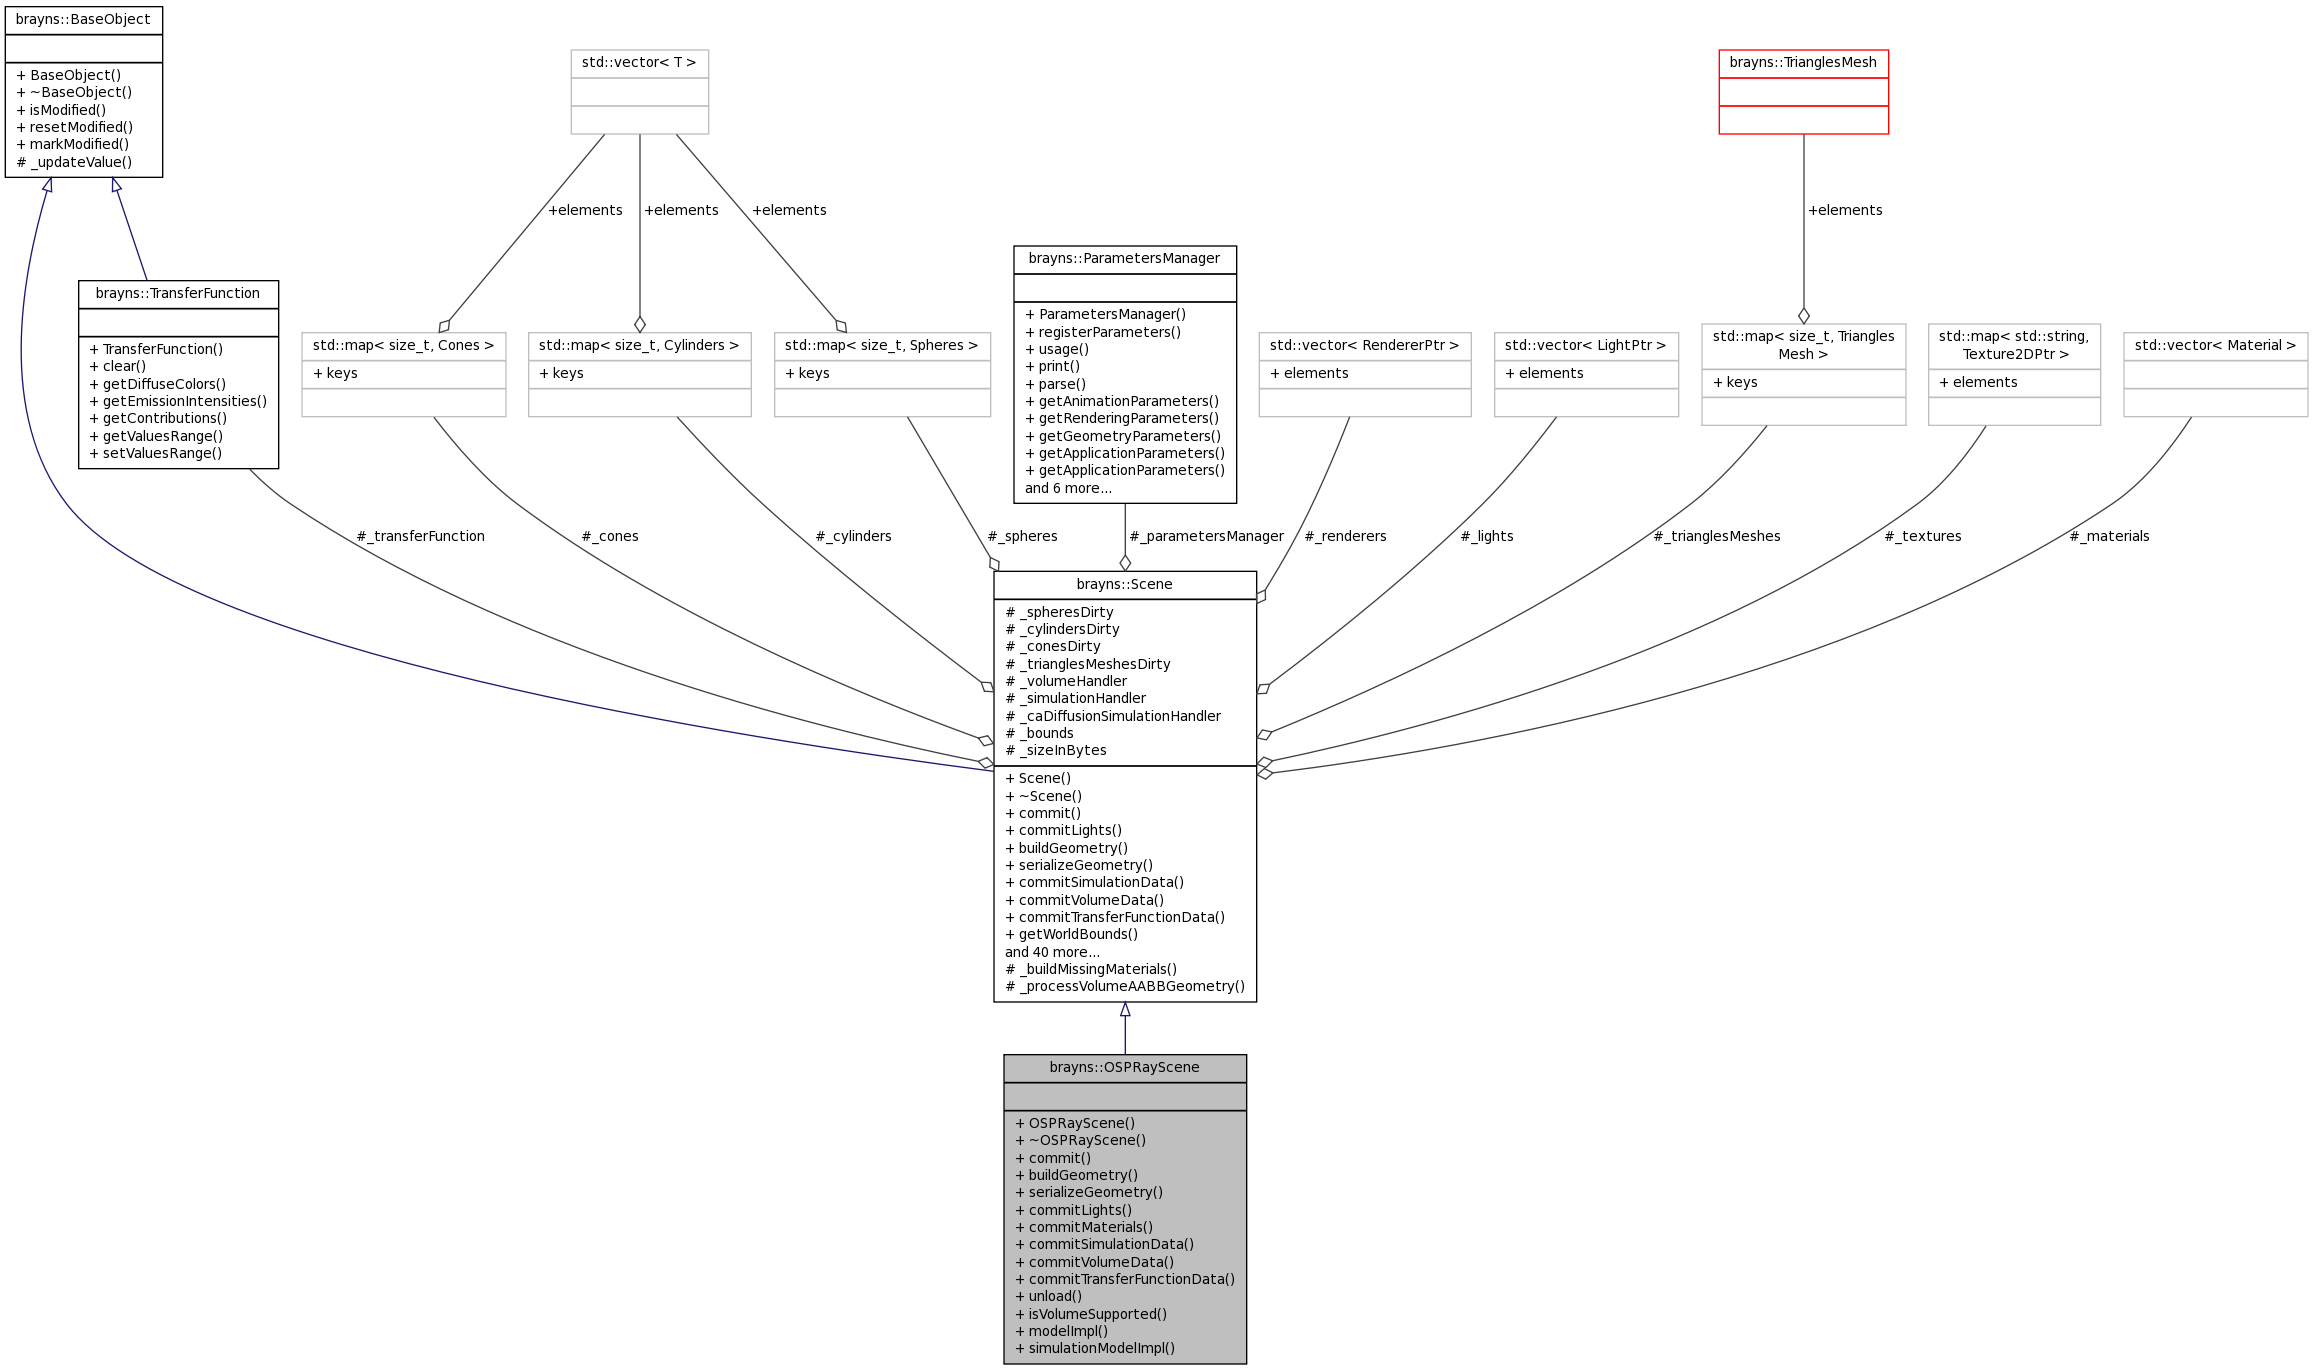 brayns::BaseObject
+ BaseObject()
+ ~BaseObject()
+ isModified()
+ resetModified()
+ markModified()
# _updateValue()
std::vector< T >
brayns::TrianglesMesh
+elements
+elements
+elements
+elements
brayns::TransferFunction
+ TransferFunction()
+ clear()
+ getDiffuseColors()
+ getEmissionIntensities()
+ getContributions()
+ getValuesRange()
+ setValuesRange()
std::map< size_t, Cones >
+ keys
std::map< size_t, Cylinders >
+ keys
std::map< size_t, Spheres >
+ keys
brayns::ParametersManager
+ ParametersManager()
+ registerParameters()
+ usage()
+ print()
+ parse()
+ getAnimationParameters()
+ getRenderingParameters()
+ getGeometryParameters()
+ getApplicationParameters()
+ getApplicationParameters()
and 6 more...
std::vector< RendererPtr >
+ elements
std::vector< LightPtr >
+ elements
std::map< size_t, Triangles
Mesh >
+ keys
std::map< std::string,
Texture2DPtr >
+ elements
std::vector< Material >
#_transferFunction
#_cones
#_cylinders
#_spheres
#_parametersManager
#_renderers
#_lights
#_trianglesMeshes
#_textures
#_materials
brayns::Scene
# _spheresDirty
# _cylindersDirty
# _conesDirty
# _trianglesMeshesDirty
# _volumeHandler
# _simulationHandler
# _caDiffusionSimulationHandler
# _bounds
# _sizeInBytes
+ Scene()
+ ~Scene()
+ commit()
+ commitLights()
+ buildGeometry()
+ serializeGeometry()
+ commitSimulationData()
+ commitVolumeData()
+ commitTransferFunctionData()
+ getWorldBounds()
and 40 more...
# _buildMissingMaterials()
# _processVolumeAABBGeometry()
brayns::OSPRayScene
+ OSPRayScene()
+ ~OSPRayScene()
+ commit()
+ buildGeometry()
+ serializeGeometry()
+ commitLights()
+ commitMaterials()
+ commitSimulationData()
+ commitVolumeData()
+ commitTransferFunctionData()
+ unload()
+ isVolumeSupported()
+ modelImpl()
+ simulationModelImpl()